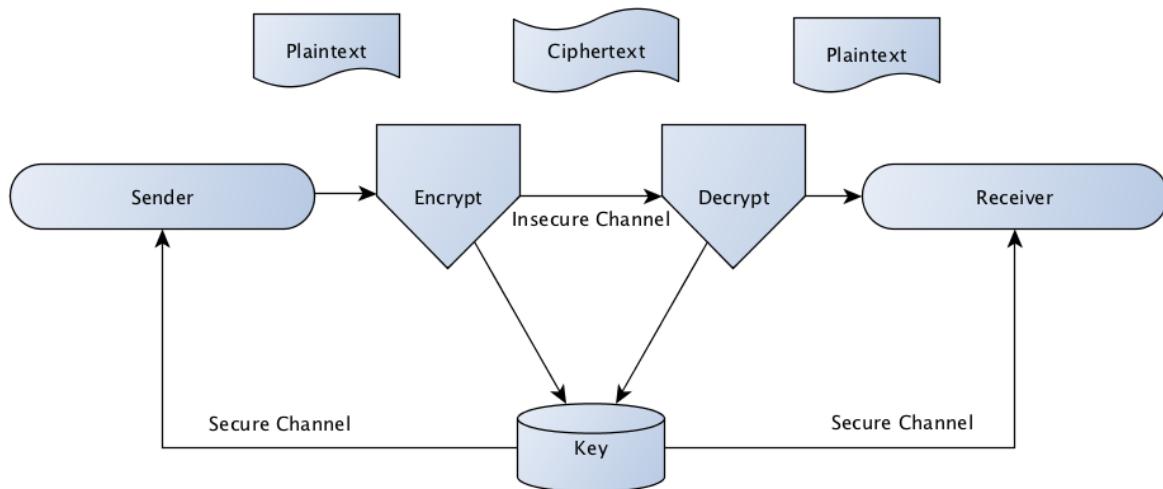 Plaintext
Ciphertext
Plaintext
Sender
Encrypt
Insecure Channel
Decrypt
Receiver
Secure Channel
Key
Secure Channel